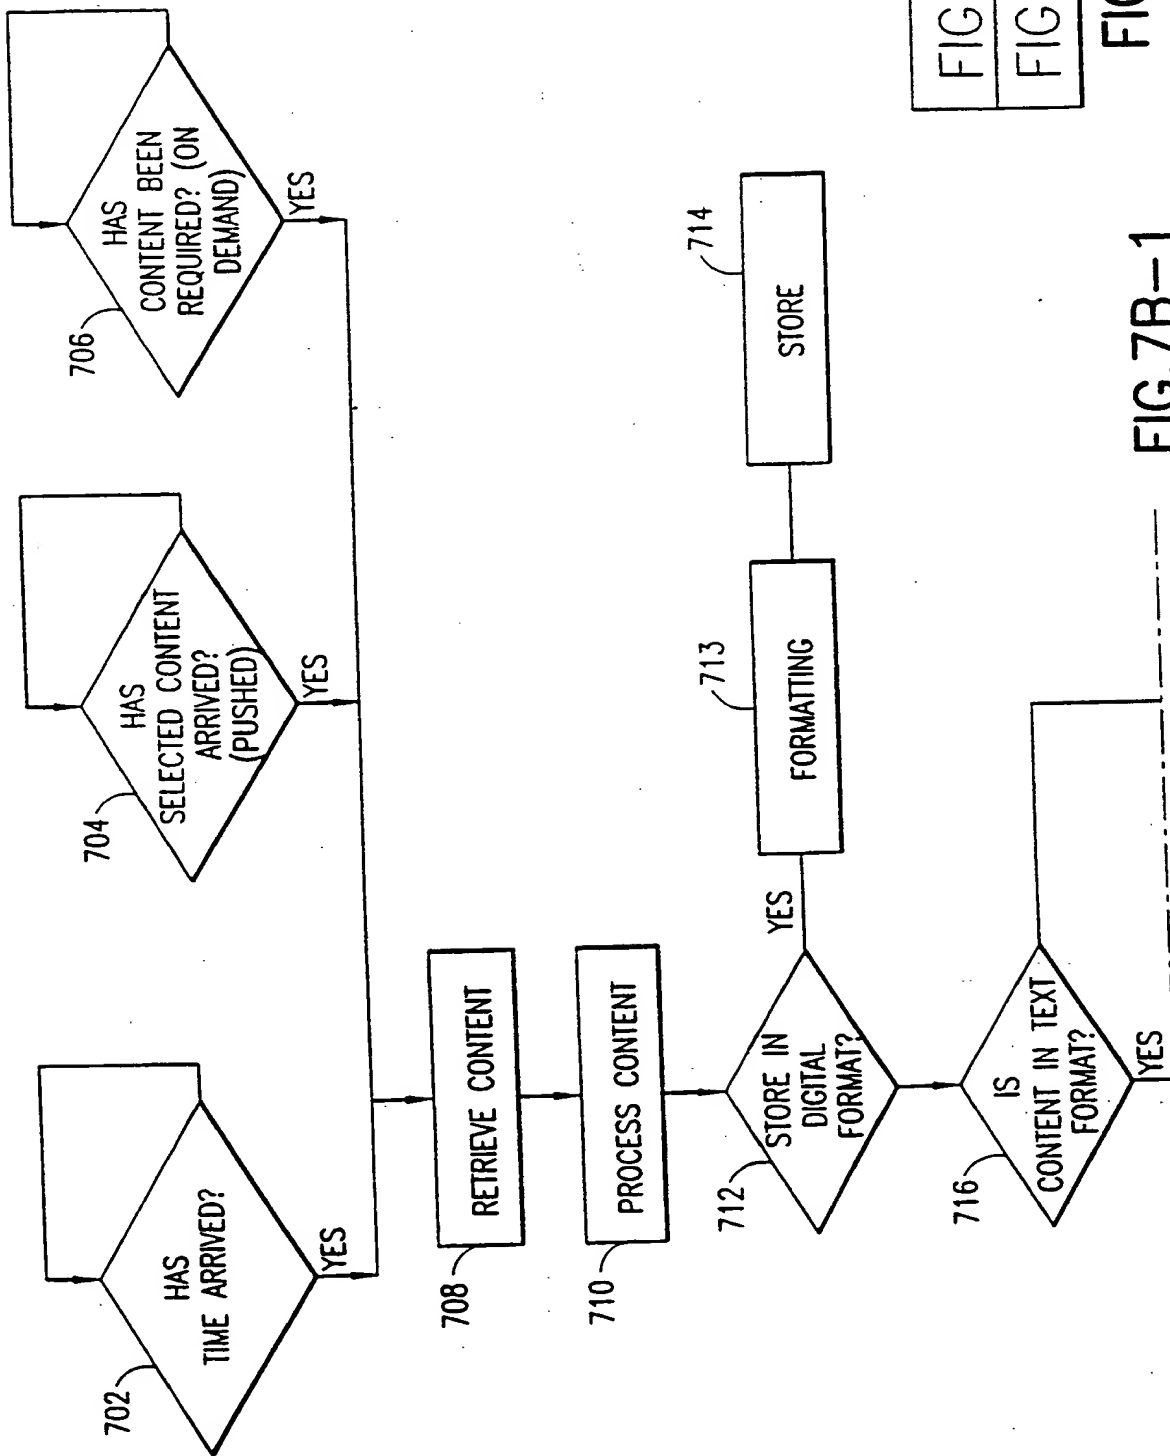 702
HAS
TIME ARRIVED?
YES
704
HAS
SELECTED CONTENT
ARRIVED?
(PUSHED)
YES
706
HAS
CONTENT BEEN
REQUIRED? (ON
DEMAND)
YES
708
RETRIEVE CONTENT
710
PROCESS CONTENT
712
STORE IN
DIGITAL
FORMAT?
YES
713
FORMATTING
714
STORE
716
IS
CONTENT IN TEXT
FORMAT?
YES
FIG.7B-1
FIG
FIG
FIG